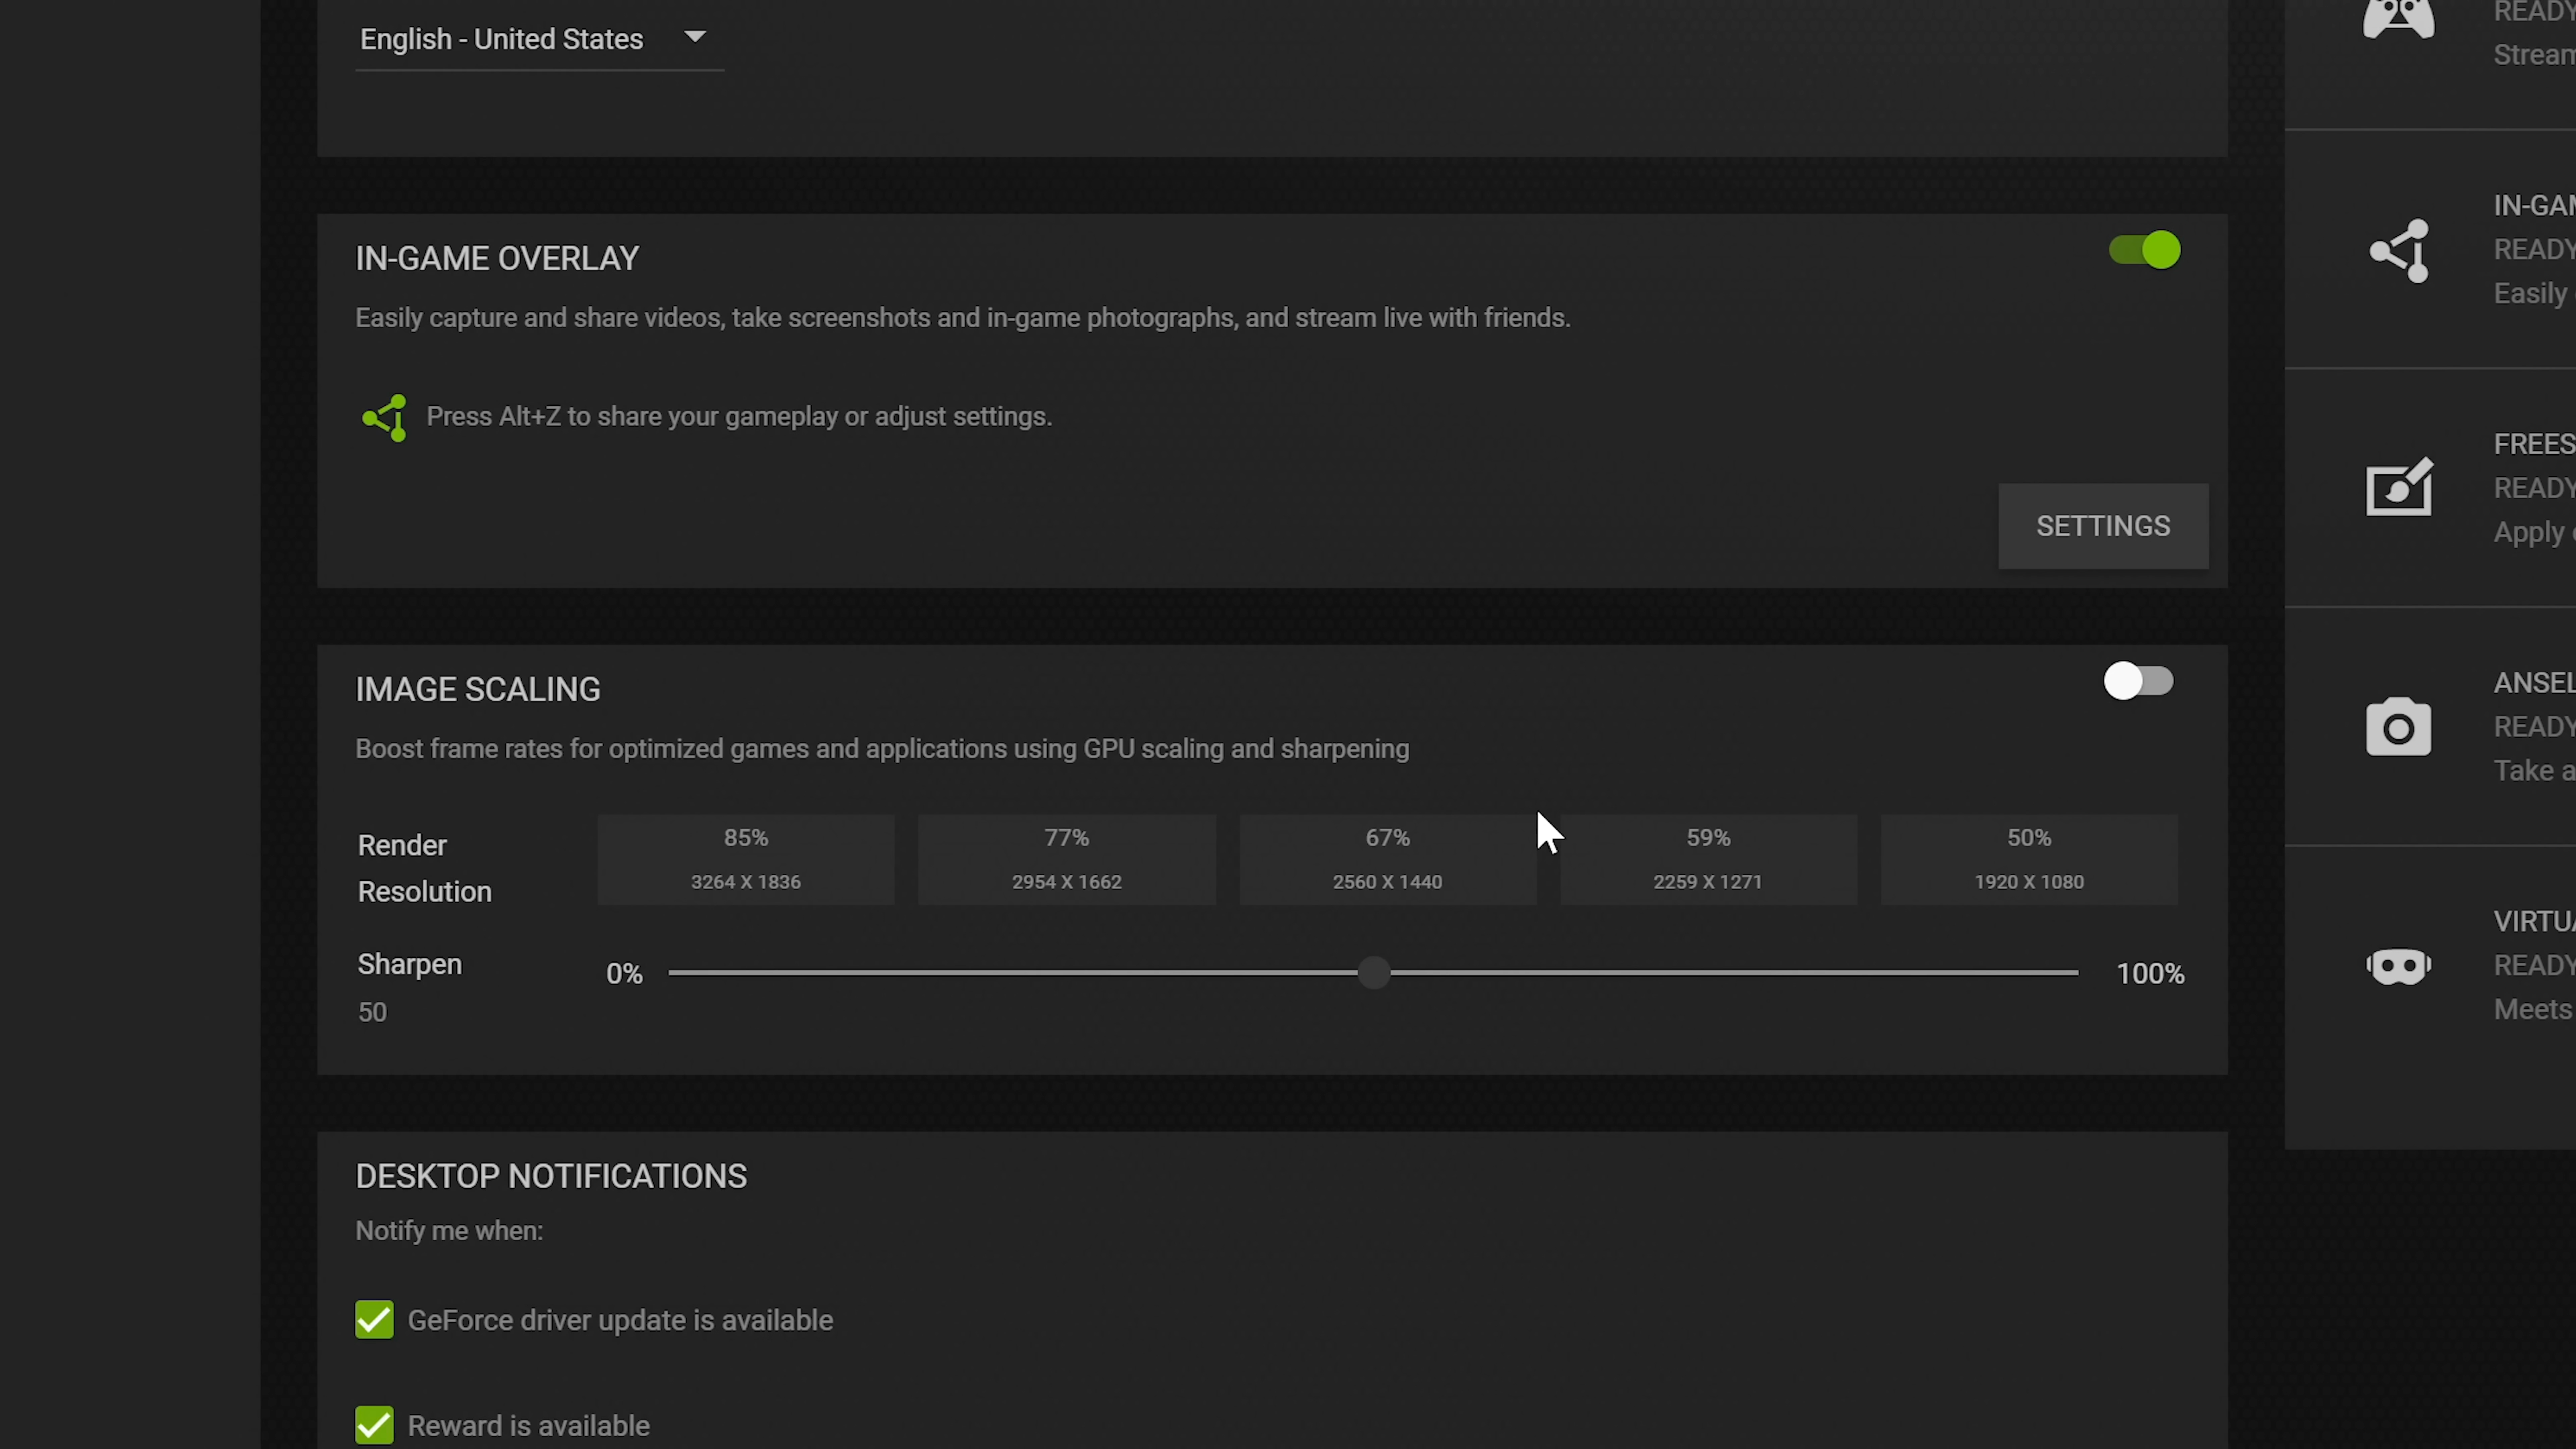 English - United States
IN-GAME OVERLAY
Easily capture and share videos, take screenshots and in-game photographs, and stream live with friends.
Press Alt+Z to share your gameplay or adjust settings.
SETTINGS
IMAGE SCALING
Boost frame rates for optimized games and applications using GPU scaling and sharpening
Render
Resolution
85%
3264 X 1836
77%
2954 X 1662
67%
2560 X 1440
59%
2259 X 1271
50%
1920 X 1080
Sharpen
50
0%
100%
DESKTOP NOTIFICATIONS
Notify me when:
GeForce driver update is available
Reward is available
READY
Stream
IN-GAM
READY
Easily
FREES
READY
Apply
ANSEL
READY
Take a
VIRTUA
READY
Meets